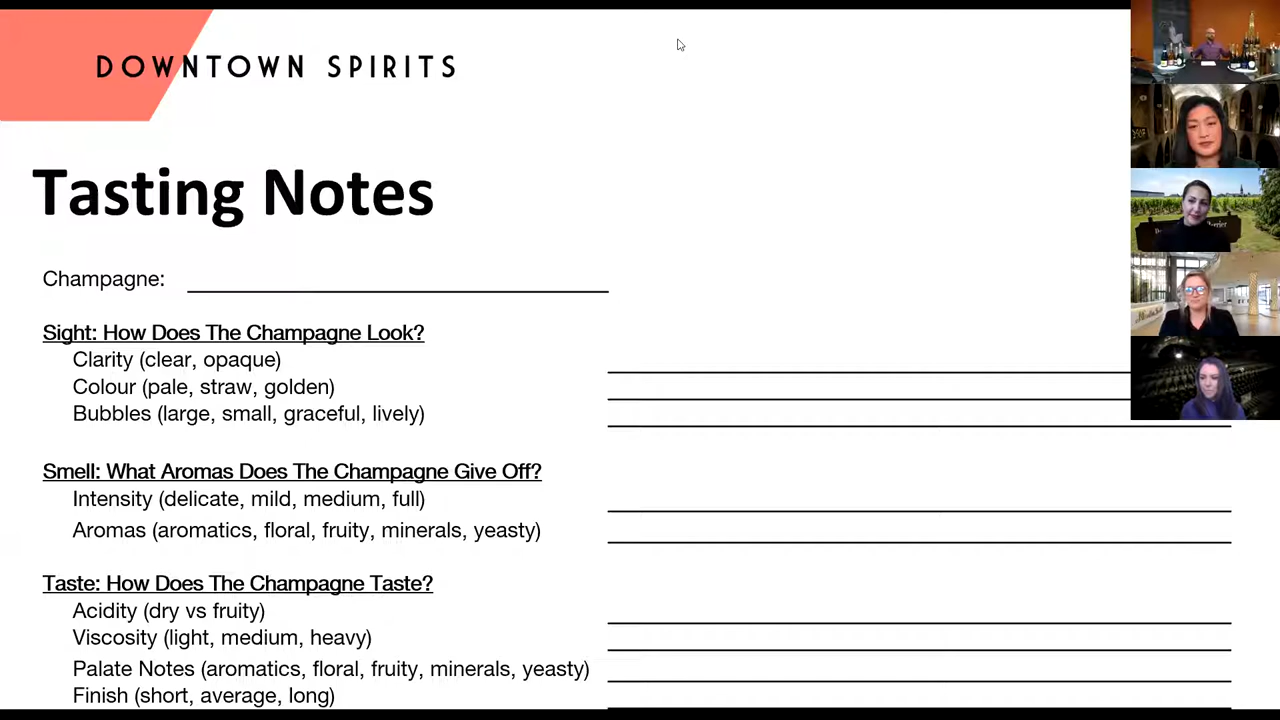 DOWNTOWN SPIRITS
Tasting Notes
Champagne:
Sight: How Does The Champagne Look?
Clarity (clear, opaque)
Colour (pale, straw, golden)
Bubbles (large, small, graceful, lively)
Smell: What Aromas Does The Champagne Give Off?
Intensity (delicate, mild, medium, full)
Aromas (aromatics, floral, fruity, minerals, yeasty)
Taste: How Does The Champagne Taste?
Acidity (dry vs fruity)
Viscosity (light, medium, heavy)
Palate Notes (aromatics, floral, fruity, minerals, yeasty)
Finish (short, average, long)